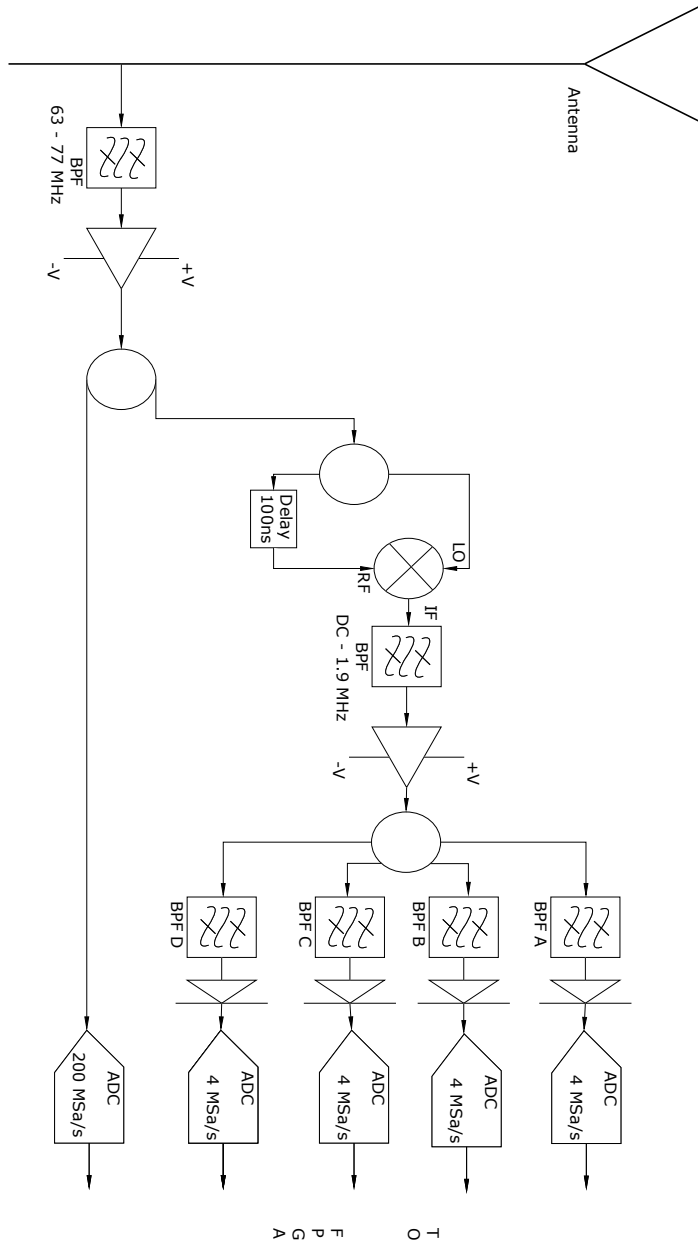 Antenna
BPF
63 - 77 MHz
+V
-V
Delay
100ns
LO
RF
IF
BPF
DC - 1.9 MHz
+V
-V
BPF A
BPF B
BPF C
BPF D
ADC
4 MSa/s
ADC
4 MSa/s
ADC
4 MSa/s
ADC
4 MSa/s
ADC
200 MSa/s
TO
FPGA